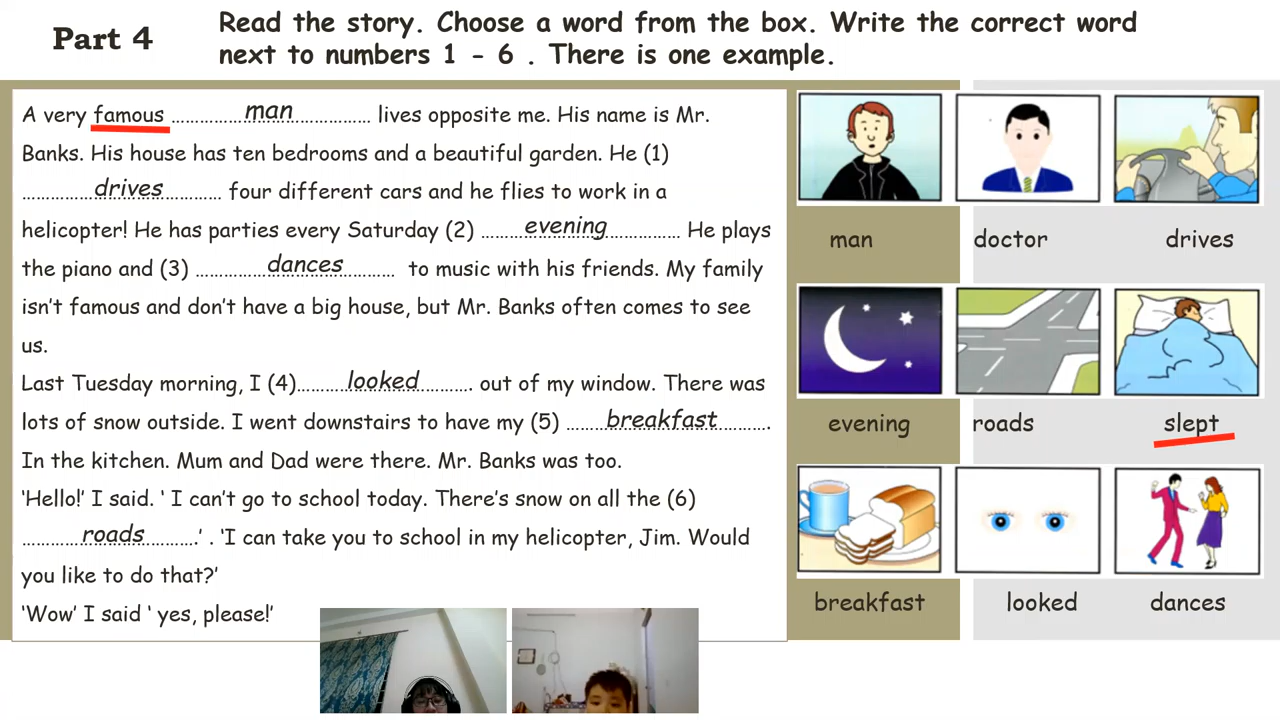 Part 4
Read the story. Choose a word from the box. Write the correct word
next to numbers 1 - 6 . There is one example.
A very famous ……………man…………… lives opposite me. His name is Mr.
Banks. His house has ten bedrooms and a beautiful garden. He (1)
……………drives…………… four different cars and he flies to work in a
helicopter! He has parties every Saturday (2) ………evening…………… He plays
the piano and (3) ……………dances………… to music with his friends. My family
isn’t famous and don’t have a big house, but Mr. Banks often comes to see
us.
Last Tuesday morning, I (4)…………looked…………. out of my window. There was
lots of snow outside. I went downstairs to have my (5) ………breakfast………….
In the kitchen. Mum and Dad were there. Mr. Banks was too.
‘Hello!’ I said. ‘ I can’t go to school today. There’s snow on all the (6)
…………roads………….’ . ‘I can take you to school in my helicopter, Jim. Would
you like to do that?’
‘Wow’ I said ‘ yes, please!’
man doctor drives
evening roads slept
breakfast looked dances